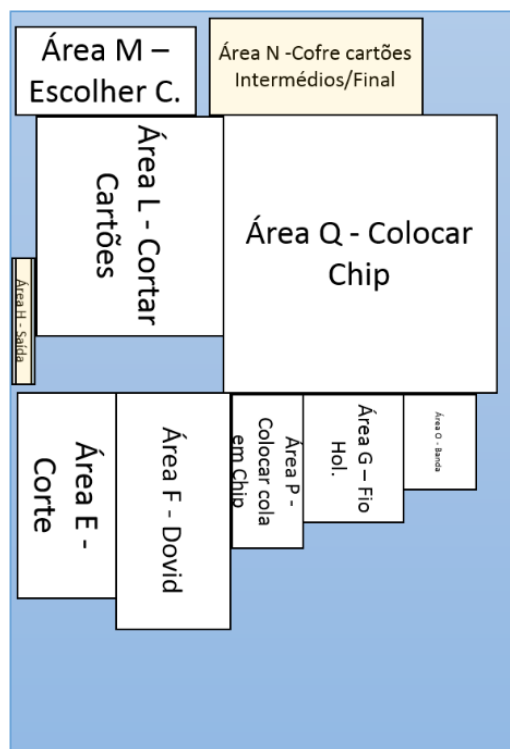 Área M –
Escolher C.
Área N -Cofre cartões
Intermédios/Final
Área L - Cortar
Cartões
Área Q - Colocar
Chip
Área H - Saída
Área E -
Corte
Área F - Dovid
Área P -
Colocar cola
em Chip
Área G – Fio
Hol.
Área O - Banda